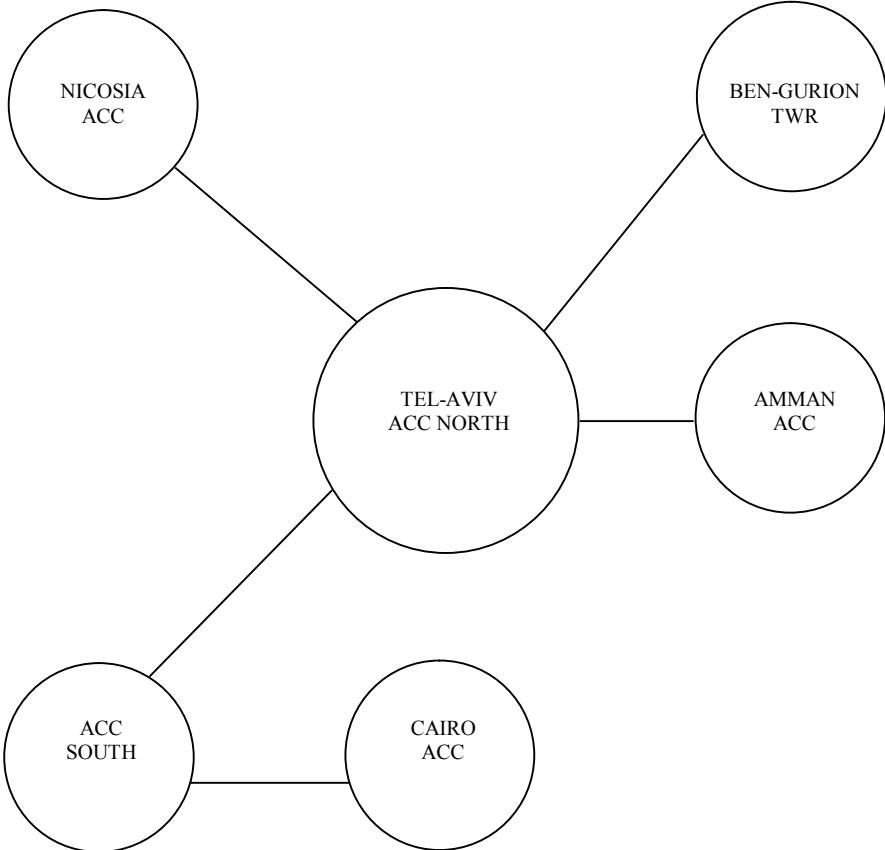 NICOSIA
ACC
BEN-GURION
TWR
TEL-AVIV
ACC NORTH
AMMAN
ACC
ACC
SOUTH
CAIRO
ACC